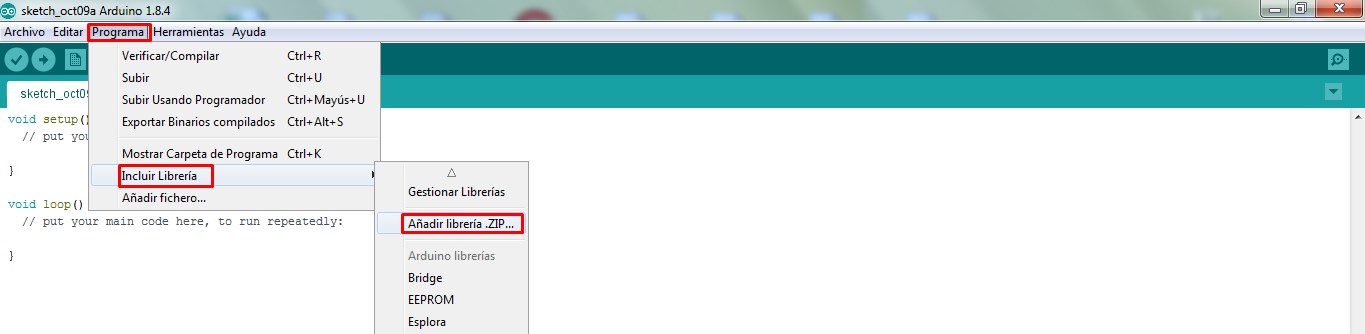 sketch_oct09a Arduino 1.8.4
Archivo Editar Programa Herramientas Ayuda
Verificar/Compilar Ctrl+R
Subir Ctrl+U
Subir Usando Programador Ctrl+Mayús+U
Exportar Binarios compilados Ctrl+Alt+S
Mostrar Carpeta de Programa Ctrl+K
Incluir Librería
Añadir fichero...
Gestionar Librerías
Añadir librería .ZIP...
Arduino librerías
Bridge
EEPROM
Esplora
sketch_oct09
void setup()
// put you
}
void loop()
// put your main code here, to run repeatedly:
}